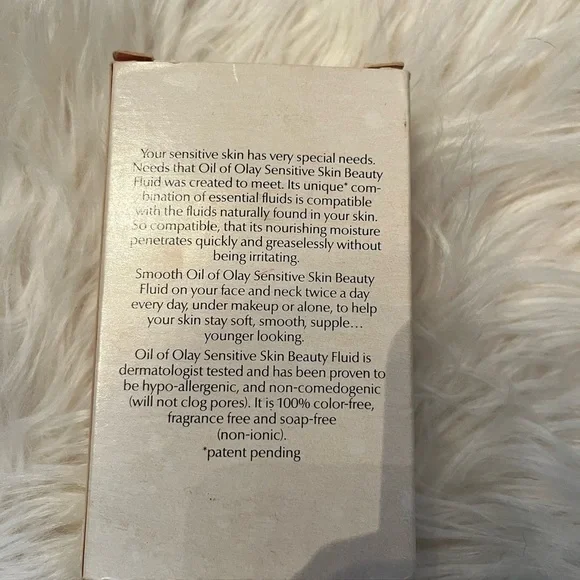 Your sensitive skin has very special needs.
Needs that Oil of Olay Sensitive Skin Beauty
Fluid was created to meet. Its unique* com-
bination of essential fluids is compatible
with the fluids naturally found in your skin.
So compatible, that its nourishing moisture
penetrates quickly and greaselessly without
being irritating.
Smooth Oil of Olay Sensitive Skin Beauty
Fluid on your face and neck twice a day
every day, under makeup or alone, to help
your skin stay soft, smooth, supple...
younger looking.
Oil of Olay Sensitive Skin Beauty Fluid is
dermatologist tested and has been proven to
be hypo-allergenic, and non-comedogenic
(will not clog pores). It is 100% color-free,
fragrance free and soap-free
(non-ionic).
*patent pending